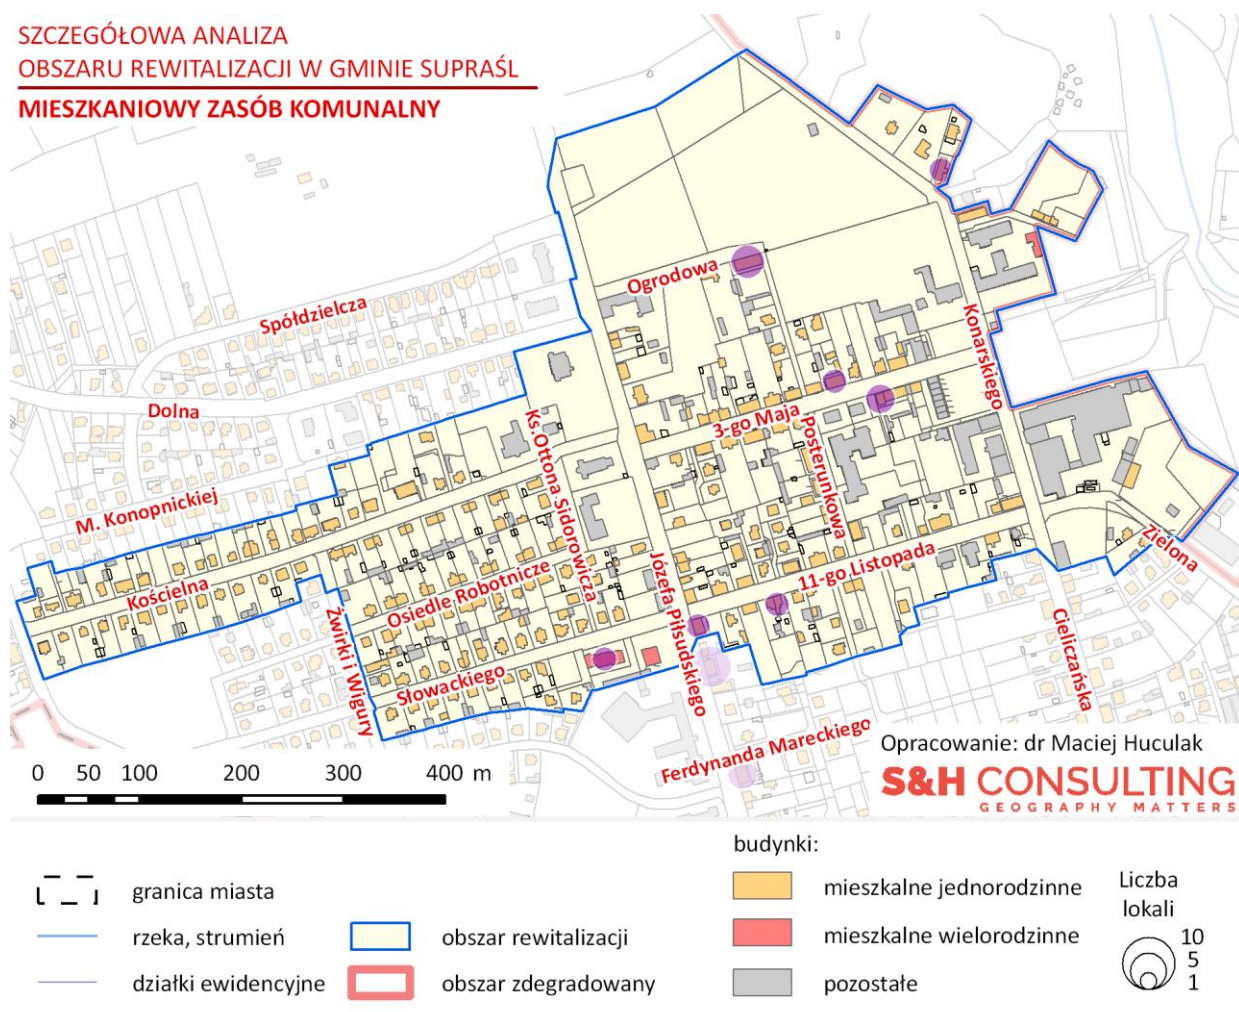 SZCZEGÓŁOWA ANALIZA
OBSZARU REWITALIZACJI W GMINIE SUPRAŚL
MIESZKANIOWY ZASÓB KOMUNALNY
Ogrodowa
Spółdzielcza
Konarskiego
Dolna
3-go Maja
Ks.Ottona Sidorowicza
Posterunkowa
M. Konopnickiej
Zielona
11-go Listopada
Kościelna
Osiedle Robotnicze
Józefa Piłsudskiego
Żwirki i Wigury
Cieliczańska
Słowackiego
Ferdynanda Mareckiego
Opracowanie: dr Maciej Huculak
S&H CONSULTING
GEOGRAPHY MATTERS
0 50 100 200 300 400 m
budynki:
granica miasta
rzeka, strumień
działki ewidencyjne
obszar rewitalizacji
obszar zdegradowany
mieszkalne jednorodzinne
mieszkalne wielorodzinne
pozostałe
Liczba
lokali
10
5
1